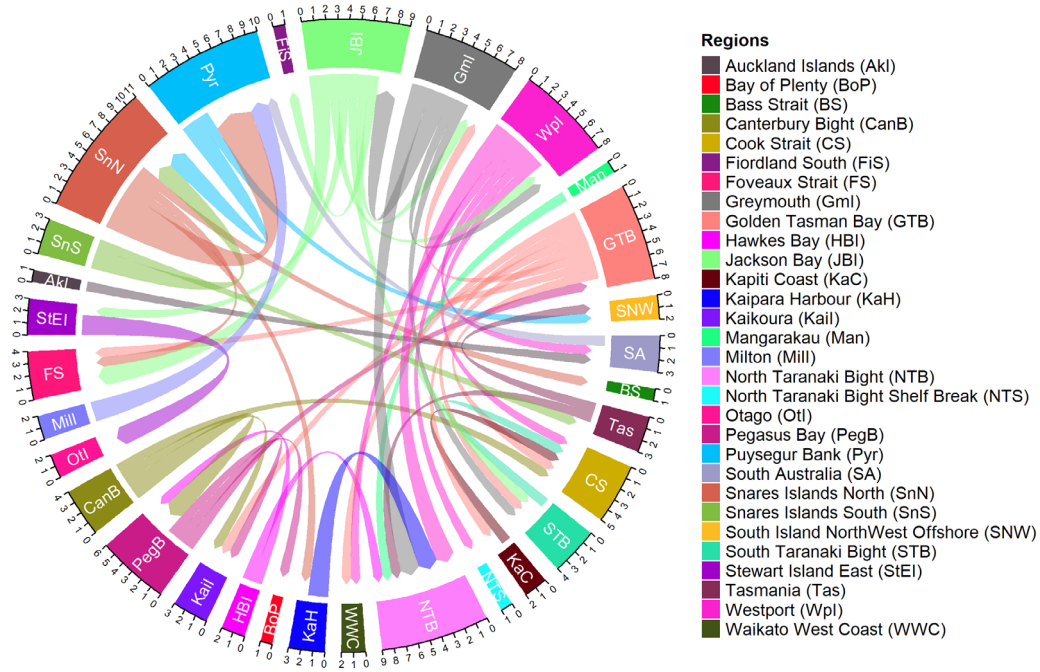 Regions
Auckland Islands (AkI)
Bay of Plenty (BoP)
Bass Strait (BS)
Canterbury Bight (CanB)
Cook Strait (CS)
Fiordland South (FiS)
Foveaux Strait (FS)
Greymouth (GmI)
Golden Tasman Bay (GTB)
Hawkes Bay (HBI)
Jackson Bay (JBI)
Kapiti Coast (KaC)
Kaipara Harbour (KaH)
Kaikoura (KaiI)
Mangarakau (Man)
Milton (MilI)
North Taranaki Bight (NTB)
North Taranaki Bight Shelf Break (NTS)
Otago (OtI)
Pegasus Bay (PegB)
Puysegur Bank (Pyr)
South Australia (SA)
Snares Islands North (SnN)
Snares Islands South (SnS)
South Island NorthWest Offshore (SNW)
South Taranaki Bight (STB)
Stewart Island East (StEI)
Tasmania (Tas)
Westport (WpI)
Waikato West Coast (WWC)
FiS
JBI
GmI
WpI
Man
GTB
SNW
SA
BS
Tas
CS
STB
KaC
NTS
NTB
WWC
KaH
BoP
HBI
KaiI
PegB
CanB
OtI
MilI
FS
StEI
AkI
SnS
SnN
Pyr